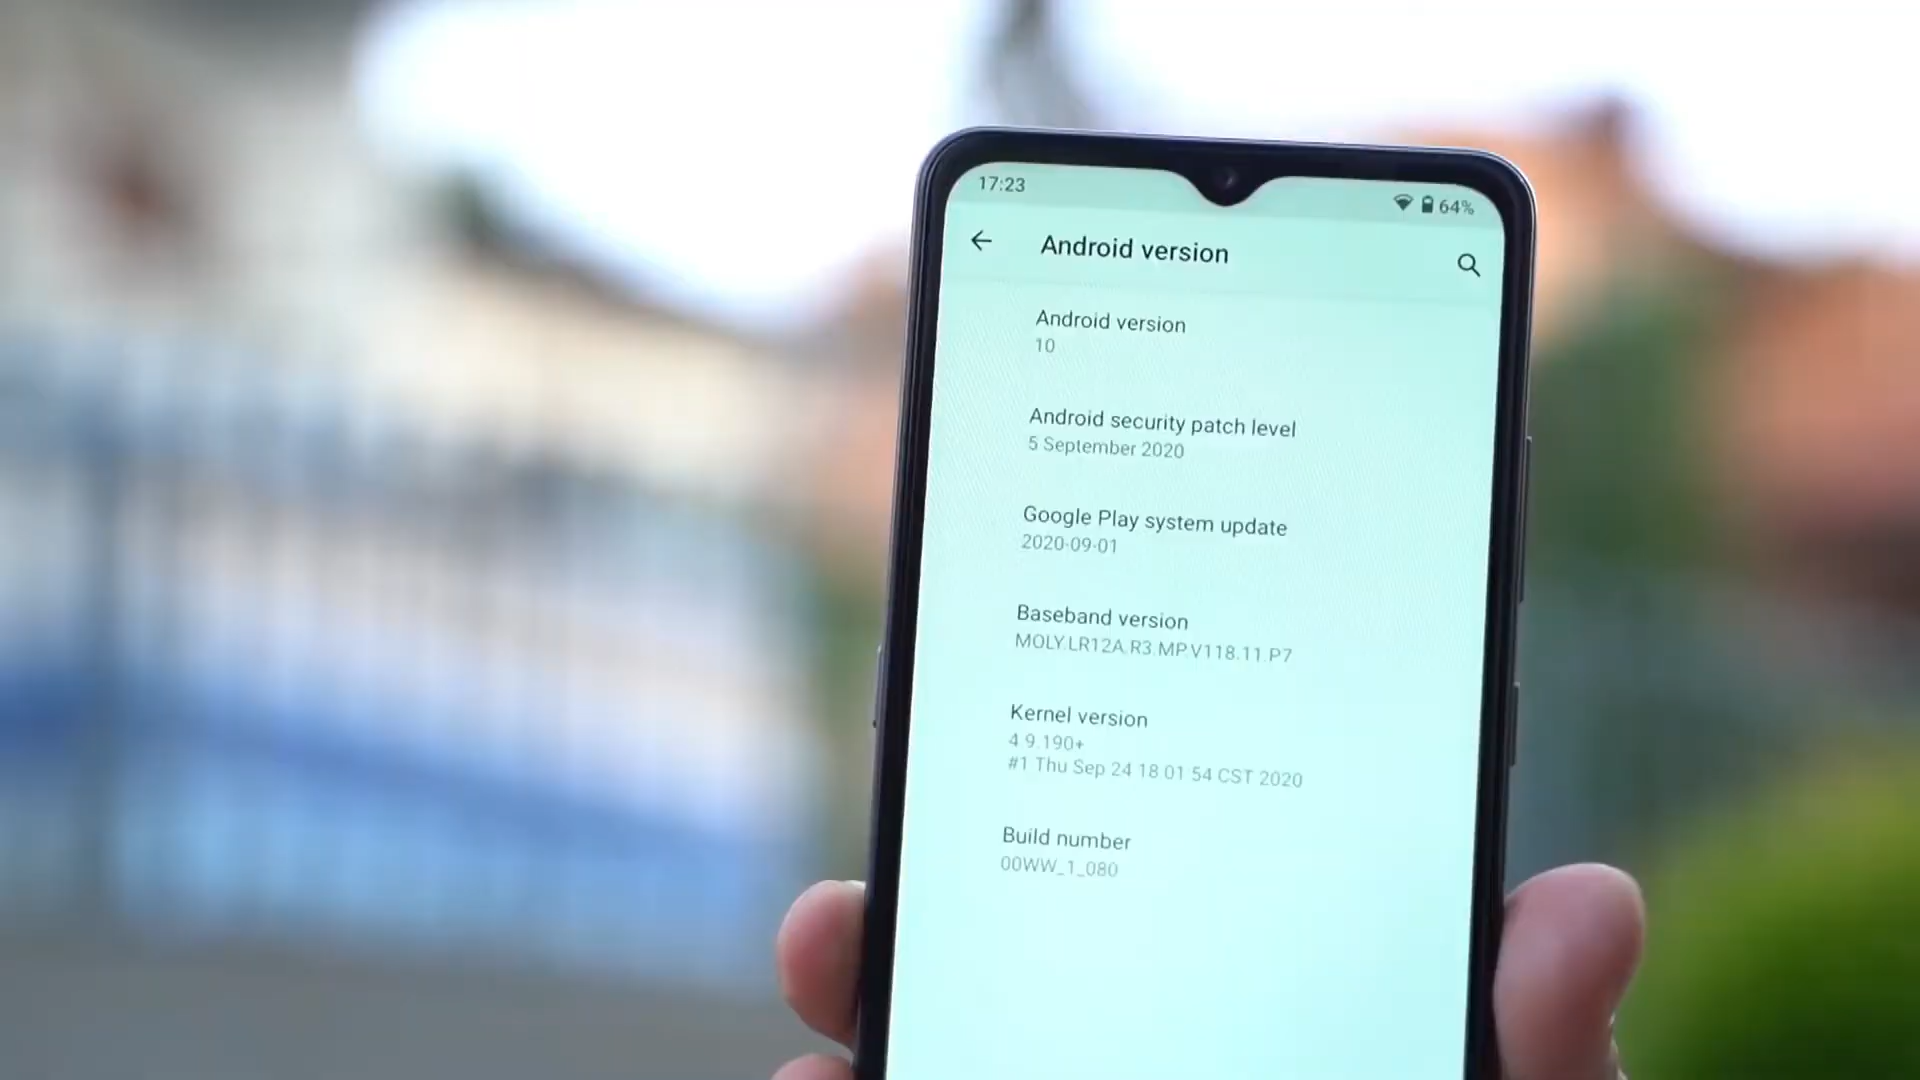 17:23
64%
Android version
Android version
10
Android security patch level
5 September 2020
Google Play system update
2020-09-01
Baseband version
MOLY.LR12A.R3.MP.V118.11.P7
Kernel version
4.9.190+
#1 Thu Sep 24 18:01:54 CST 2020
Build number
00WW_1_080